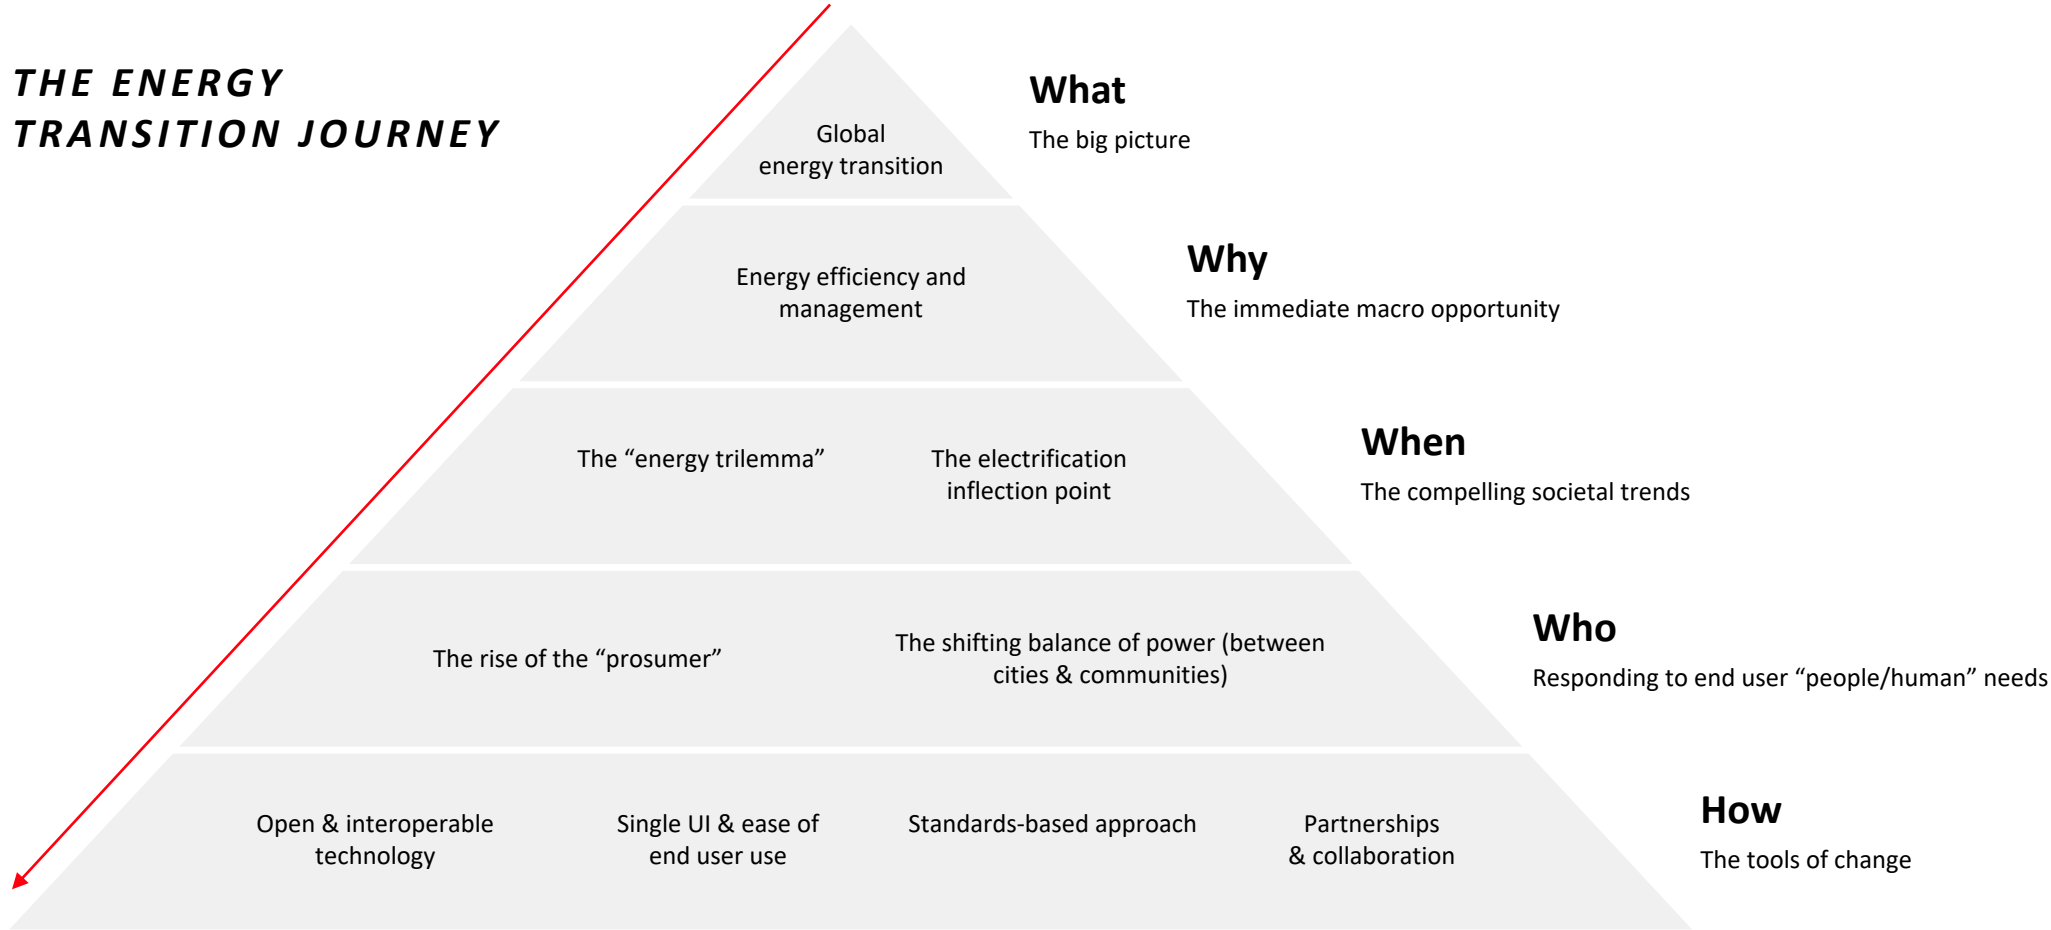 THE ENERGY
TRANSITION JOURNEY
Global
energy transition
What
The big picture
Energy efficiency and
management
Why
The immediate macro opportunity
The “energy trilemma”
The electrification
inflection point
When
The compelling societal trends
The rise of the “prosumer”
The shifting balance of power (between
cities & communities)
Who
Responding to end user “people/human” needs
Open & interoperable
technology
Single UI & ease of
end user use
Standards-based approach
Partnerships
& collaboration
How
The tools of change